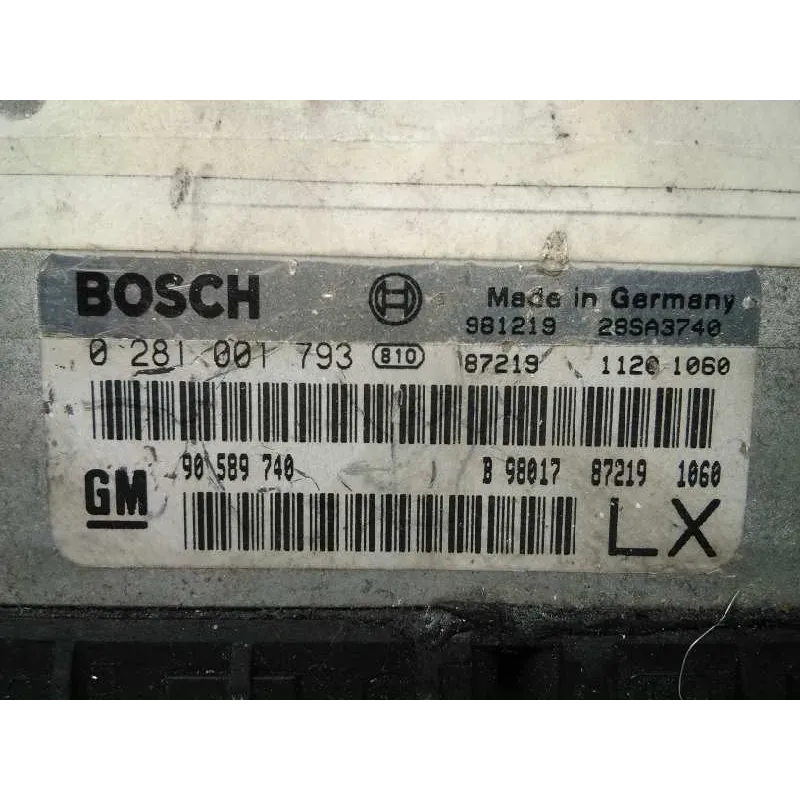 BOSCH Made in Germany
981219 28SA3740
0 281 001 793 810 87219 1120 1060
GM 90 589 740 B 98017 87219 1060
LX